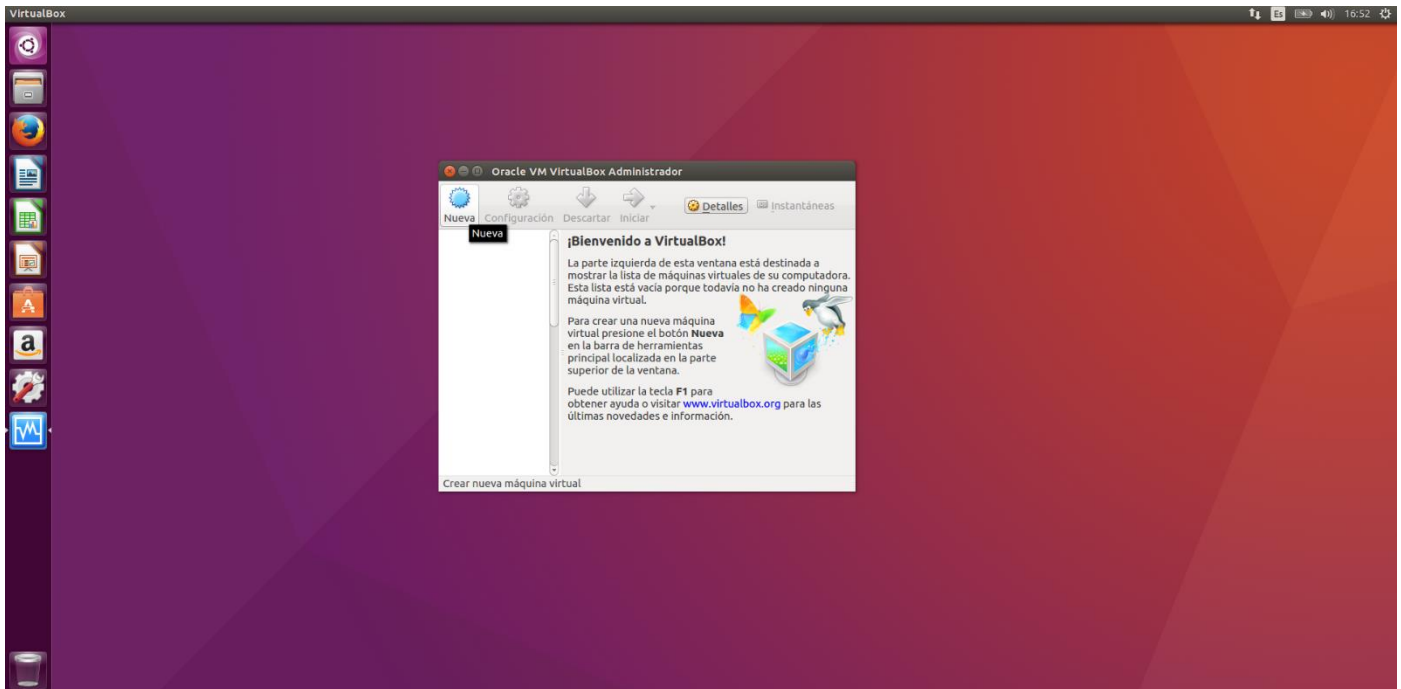 VirtualBox
Es
16:52
Oracle VM VirtualBox Administrador
Nueva Configuración Descartar Iniciar
Detalles Instantáneas
Nueva
¡Bienvenido a VirtualBox!
La parte izquierda de esta ventana está destinada a
mostrar la lista de máquinas virtuales de su computadora.
Esta lista está vacía porque todavía no ha creado ninguna
máquina virtual.
Para crear una nueva máquina
virtual presione el botón Nueva
en la barra de herramientas
principal localizada en la parte
superior de la ventana.
Puede utilizar la tecla F1 para
obtener ayuda o visitar www.virtualbox.org para las
últimas novedades e información.
Crear nueva máquina virtual